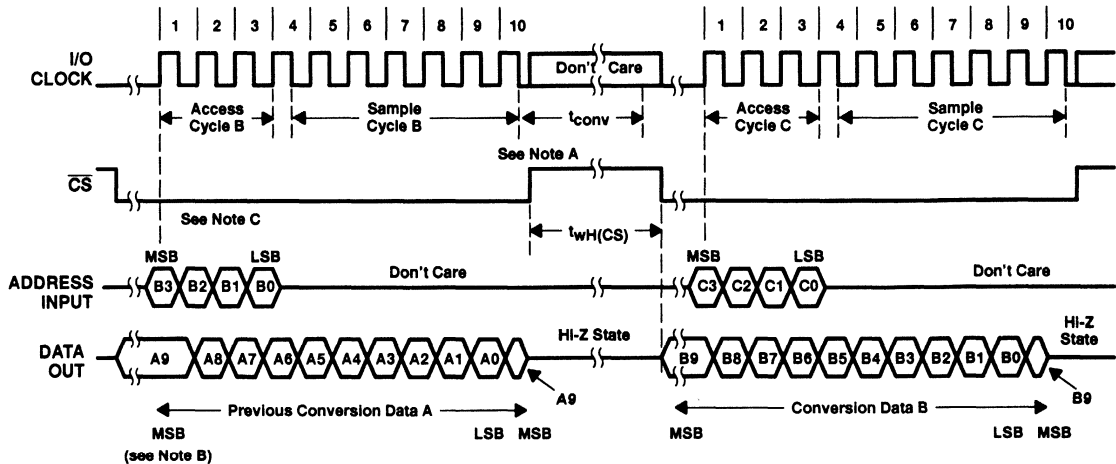 1 2 3 4 5 6 7 8 9 10 1 2 3 4 5 6 7 8 9 10
I/O
CLOCK
Don't Care
Access
Cycle B
Sample
Cycle B
tconv
Access
Cycle C
Sample
Cycle C
See Note A
CS
See Note C
twH(CS)
MSB LSB MSB LSB
ADDRESS
INPUT
B3 B2 B1 B0 Don't Care C3 C2 C1 C0 Don't Care
Hi-Z
State
DATA
OUT
A9 A8 A7 A6 A5 A4 A3 A2 A1 A0 Hi-Z State B9 B8 B7 B6 B5 B4 B3 B2 B1 B0
A9 B9
Previous Conversion Data A Conversion Data B
MSB LSB MSB MSB LSB MSB
(see Note B)